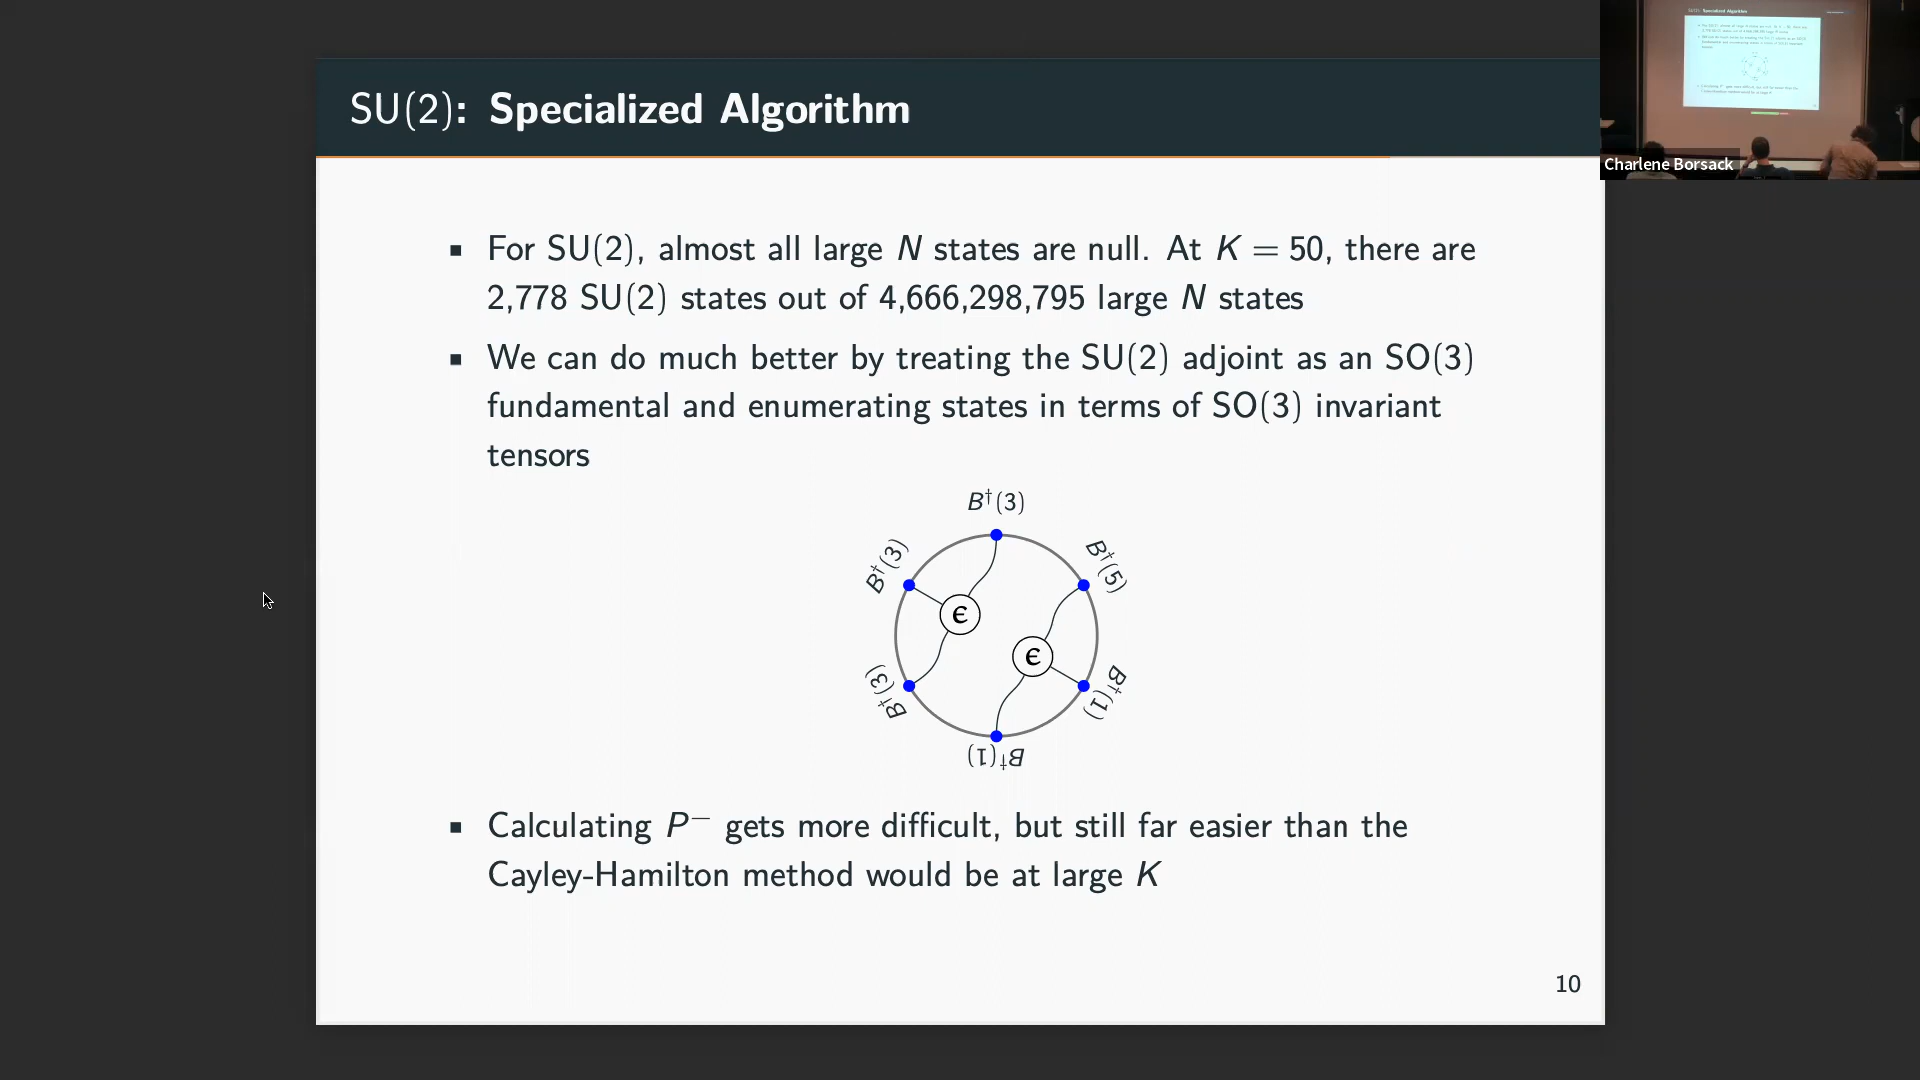 SU(2): Specialized Algorithm
Charlene Borsack
▪ For SU(2), almost all large N states are null. At K = 50, there are
2,778 SU(2) states out of 4,666,298,795 large N states
▪ We can do much better by treating the SU(2) adjoint as an SO(3)
fundamental and enumerating states in terms of SO(3) invariant
tensors
B†(3)
B†(3)
B†(5)
ϵ
ϵ
B†(3)
B†(1)
B†(1)
▪ Calculating P⁻ gets more difficult, but still far easier than the
Cayley-Hamilton method would be at large K
10